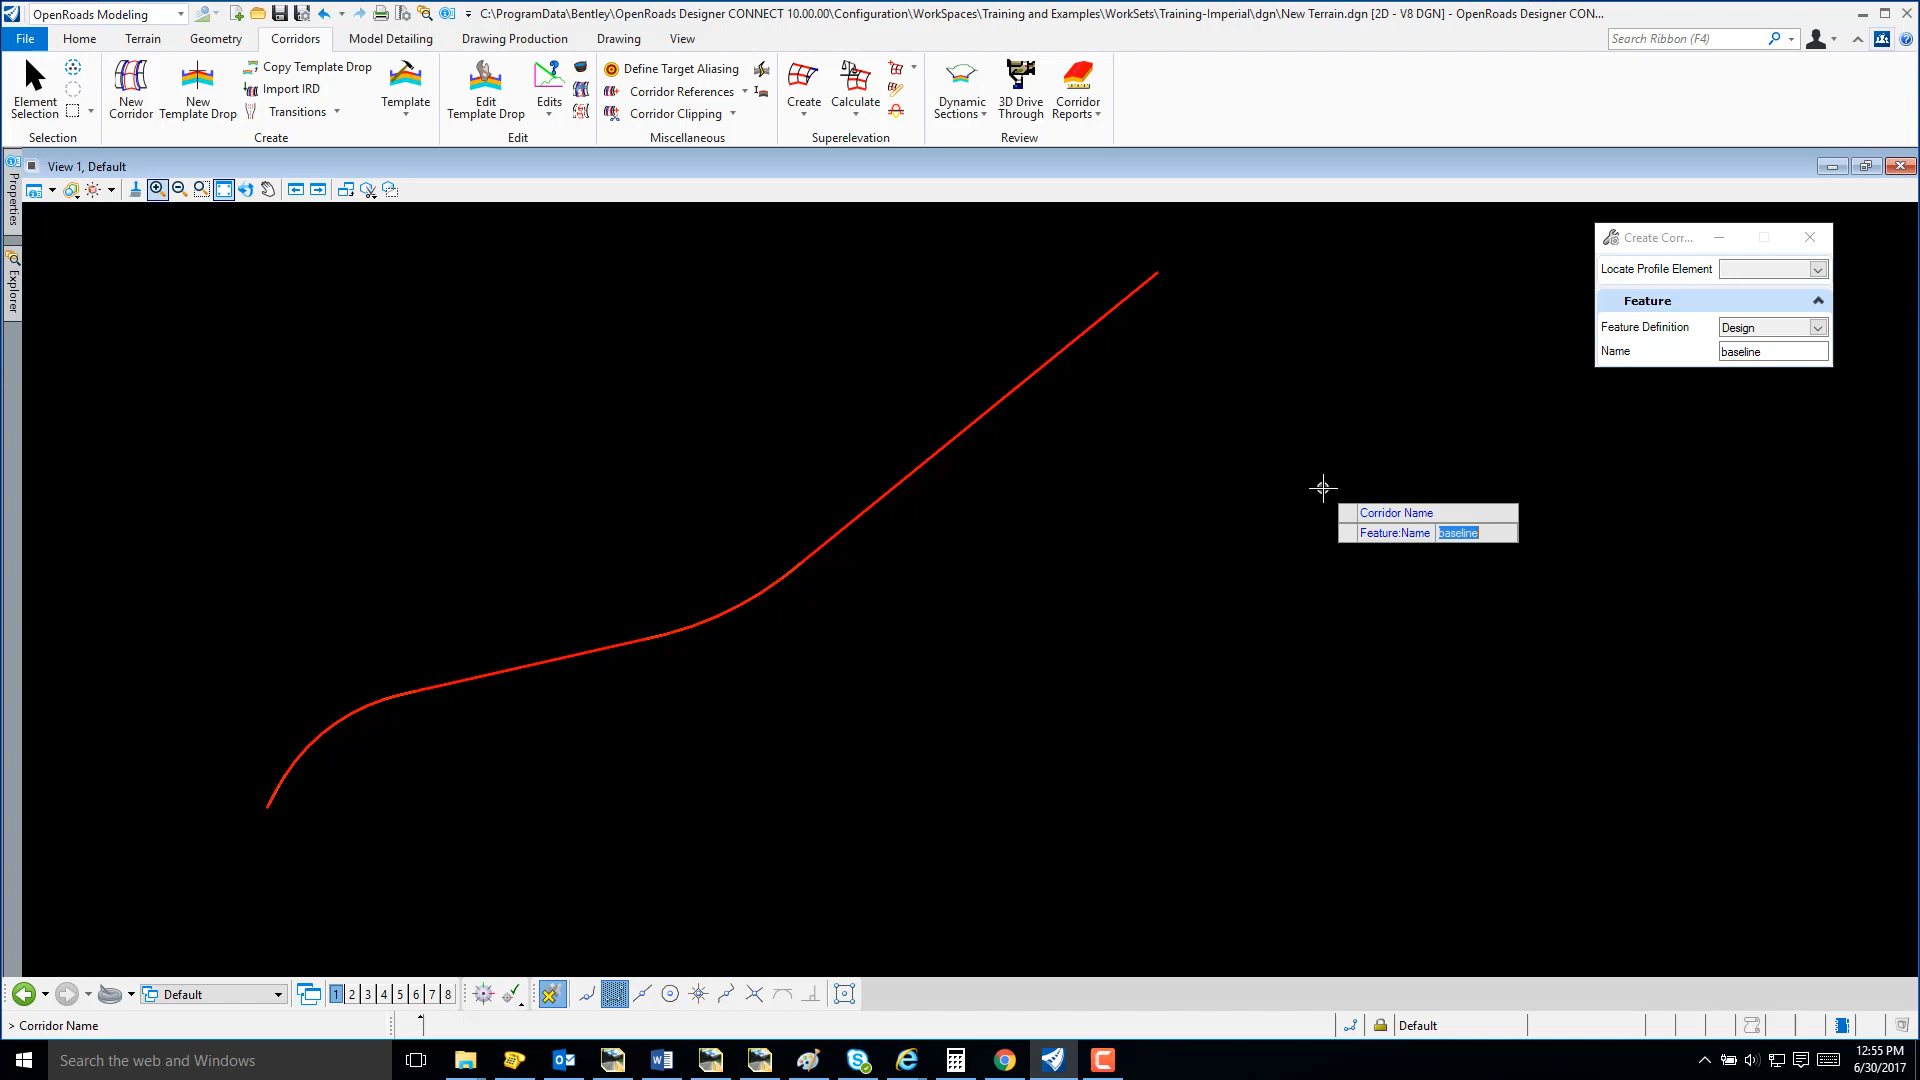 OpenRoads Modeling
C:\ProgramData\Bentley\OpenRoads Designer CONNECT 10.00.00\Configuration\WorkSpaces\Training and Examples\WorkSets\Training-Imperial\dgn\New Terrain.dgn [2D - V8 DGN] - OpenRoads Designer CON...
File Home Terrain Geometry Corridors Model Detailing Drawing Production Drawing View
Search Ribbon (F4)
Element Selection
Selection
New Corridor
New Template Drop
Copy Template Drop
Import IRD
Transitions
Template
Create
Edit Template Drop
Edits
Edit
Define Target Aliasing
Corridor References
Corridor Clipping
Miscellaneous
Create
Calculate
Superelevation
Dynamic Sections
3D Drive Through
Corridor Reports
Review
Properties
Explorer
View 1, Default
Create Corr...
Locate Profile Element
Feature
Feature Definition Design
Name baseline
Corridor Name
Feature:Name baseline
Default
1 2 3 4 5 6 7 8
> Corridor Name
Default
Search the web and Windows
12:55 PM
6/30/2017